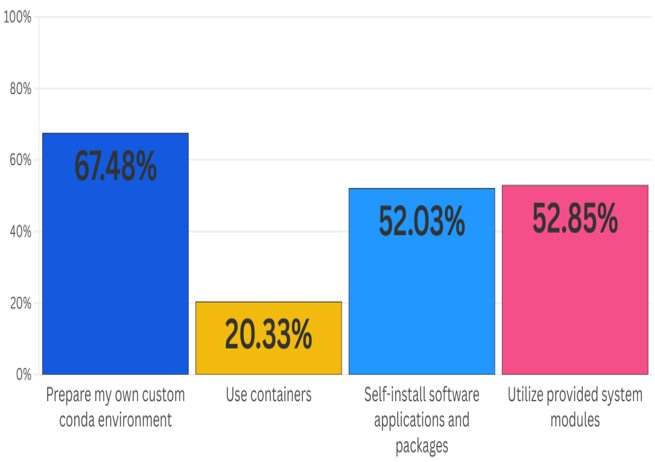 100%
80%
60%
40%
20%
0%
67.48%
20.33%
52.03%
52.85%
Prepare my own custom
conda environment
Use containers
Self-install software
applications and
packages
Utilize provided system
modules